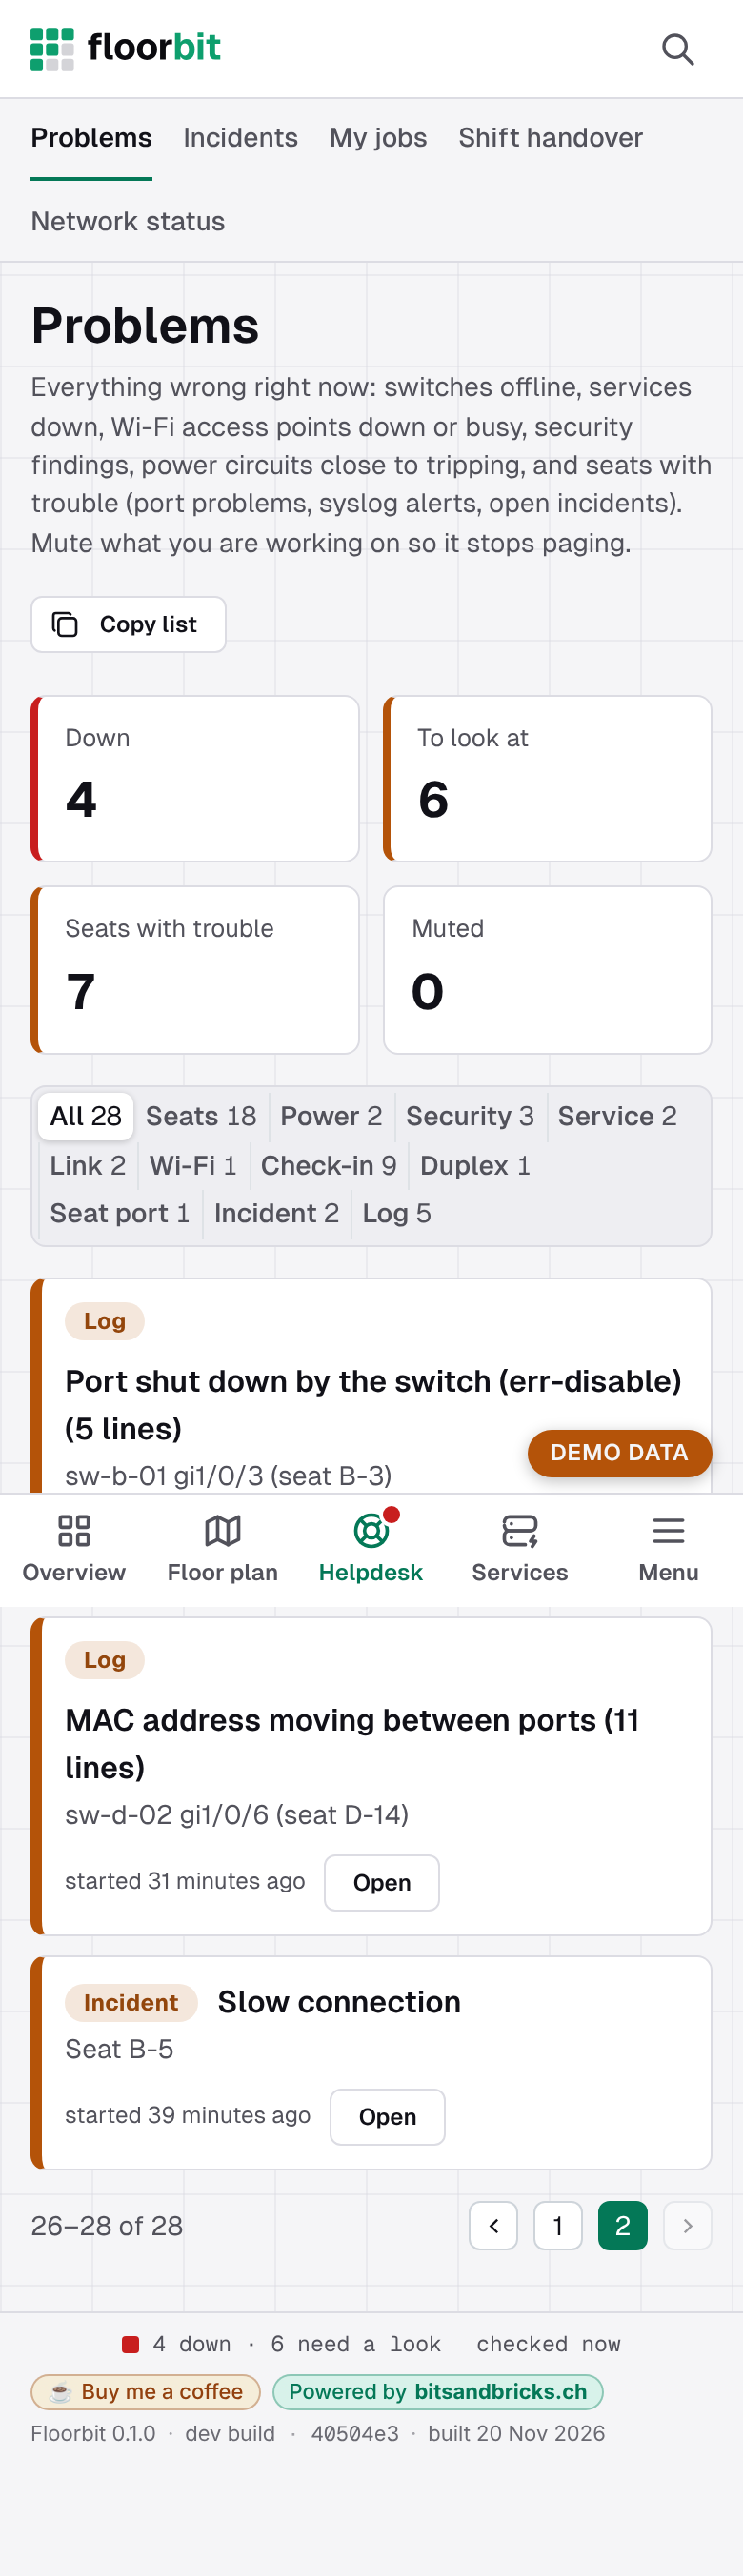 floorbit
Problems Incidents My jobs Shift handover
Network status
Problems
Everything wrong right now: switches offline, services
down, Wi-Fi access points down or busy, security
findings, power circuits close to tripping, and seats with
trouble (port problems, syslog alerts, open incidents).
Mute what you are working on so it stops paging.
Copy list
Down
4
To look at
6
Seats with trouble
7
Muted
0
All 28 Seats 18 Power 2 Security 3 Service 2
Link 2 Wi-Fi 1 Check-in 9 Duplex 1
Seat port 1 Incident 2 Log 5
Log
Port shut down by the switch (err-disable)
(5 lines)
sw-b-01 gi1/0/3 (seat B-3)
DEMO DATA
Overview Floor plan Helpdesk Services Menu
Log
MAC address moving between ports (11
lines)
sw-d-02 gi1/0/6 (seat D-14)
started 31 minutes ago Open
Incident Slow connection
Seat B-5
started 39 minutes ago Open
26–28 of 28 1 2
4 down · 6 need a look checked now
Buy me a coffee Powered by bitsandbricks.ch
Floorbit 0.1.0 · dev build · 40504e3 · built 20 Nov 2026